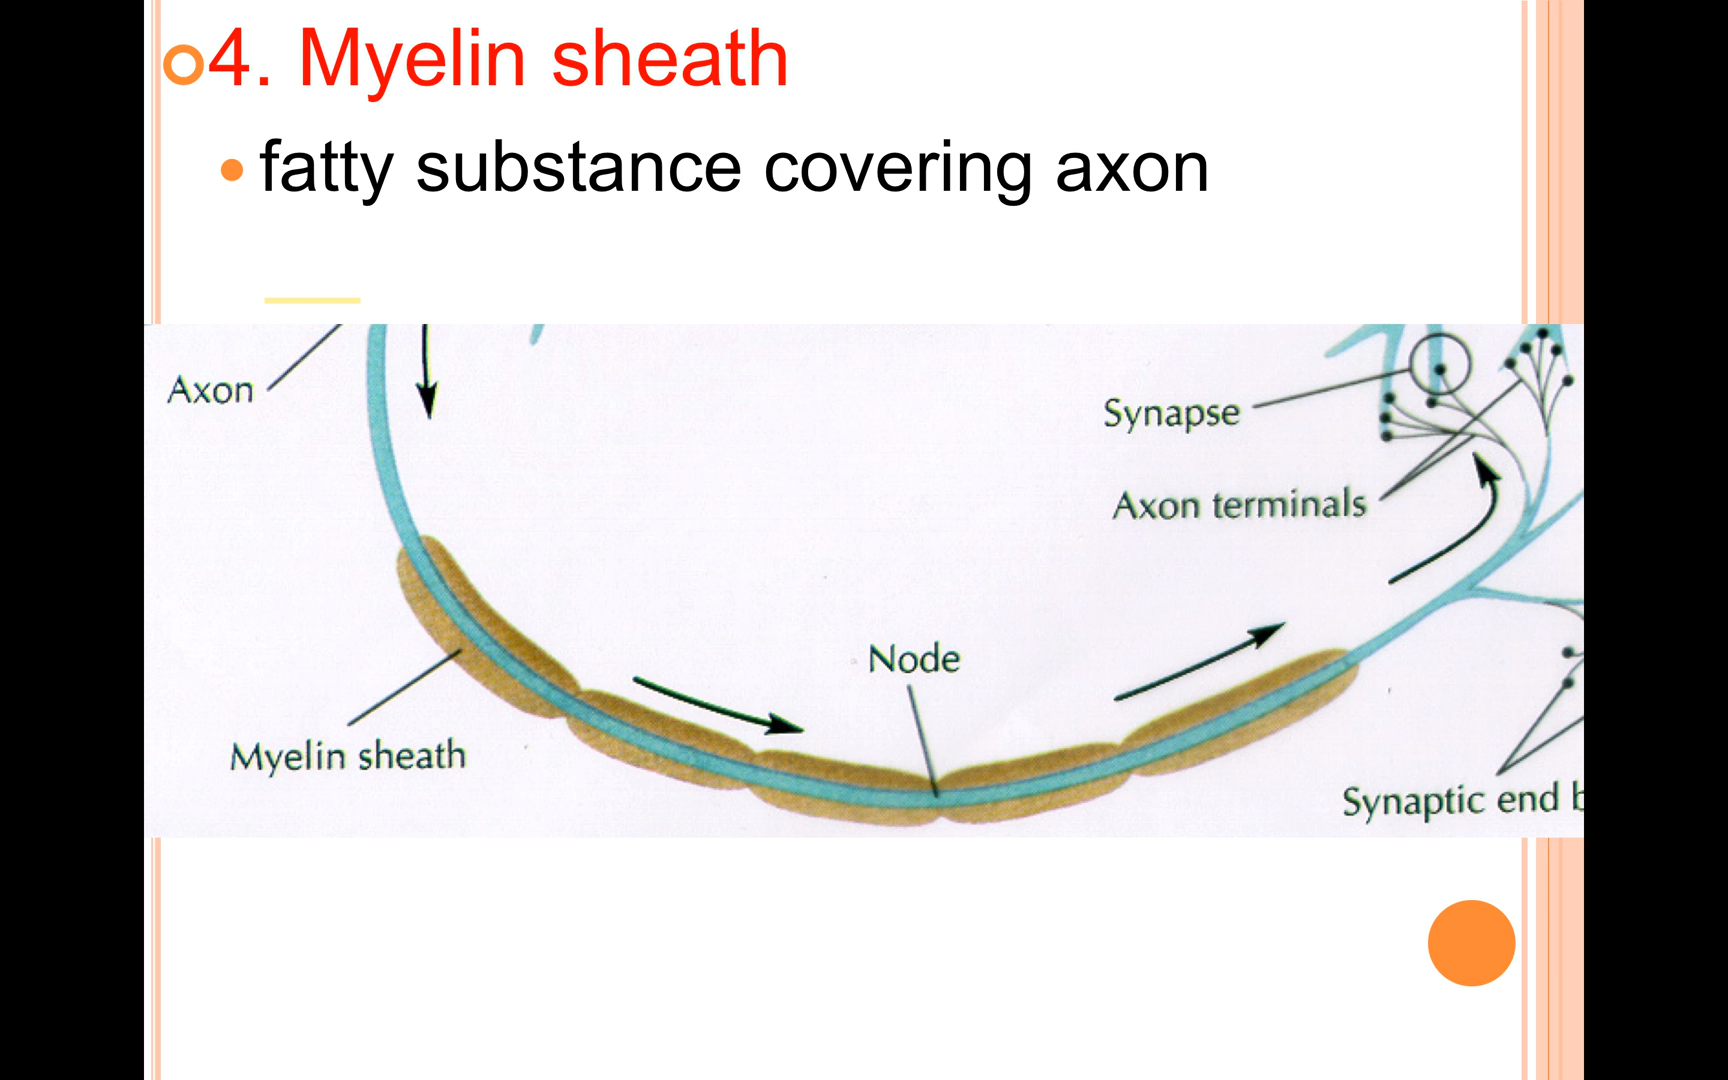 4. Myelin sheath
fatty substance covering axon
Axon
Synapse
Axon terminals
Node
Myelin sheath
Synaptic end